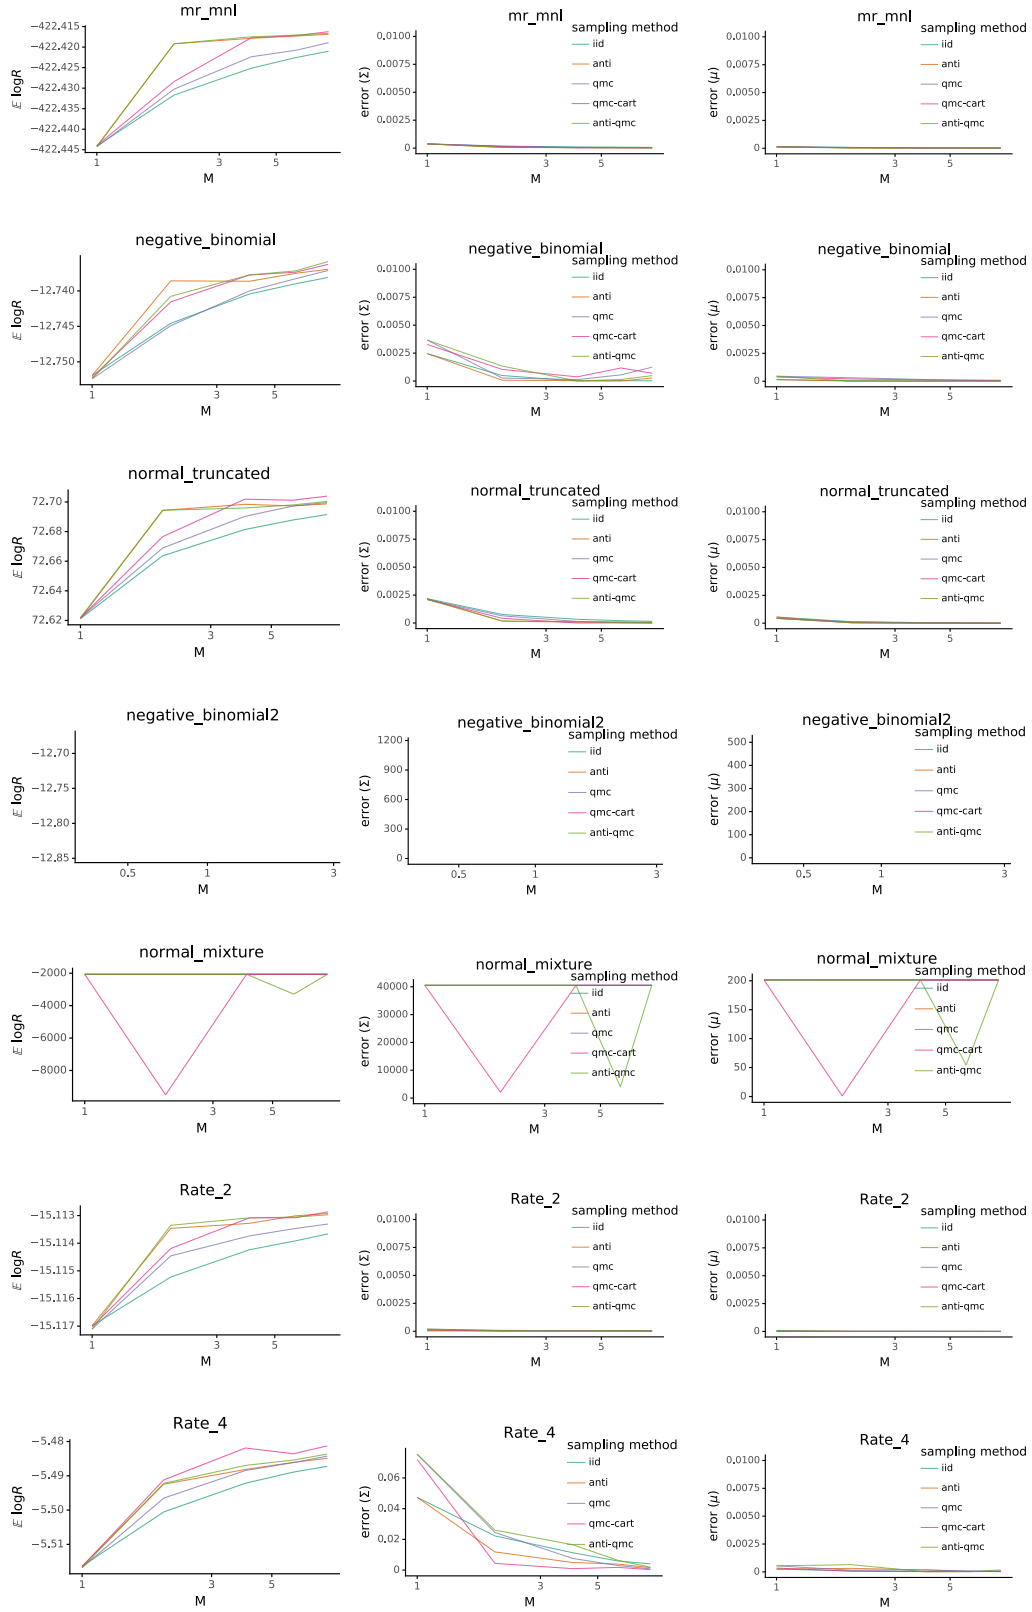 mr_mnl
𝔼 logR
−422.415
−422.420
−422.425
−422.430
−422.435
−422.440
−422.445
1
3
5
M
mr_mnl
error (Σ)
0.0100
0.0075
0.0050
0.0025
0
1
3
5
M
sampling method
iid
anti
qmc
qmc-cart
anti-qmc
mr_mnl
error (μ)
0.0100
0.0075
0.0050
0.0025
0
1
3
5
M
sampling method
iid
anti
qmc
qmc-cart
anti-qmc
negative_binomial
𝔼 logR
−12.740
−12.745
−12.750
1
3
5
M
negative_binomial
error (Σ)
0.0100
0.0075
0.0050
0.0025
0
1
3
5
M
sampling method
iid
anti
qmc
qmc-cart
anti-qmc
negative_binomial
error (μ)
0.0100
0.0075
0.0050
0.0025
0
1
3
5
M
sampling method
iid
anti
qmc
qmc-cart
anti-qmc
normal_truncated
𝔼 logR
72.70
72.68
72.66
72.64
72.62
1
3
5
M
normal_truncated
error (Σ)
0.0100
0.0075
0.0050
0.0025
0
1
3
5
M
sampling method
iid
anti
qmc
qmc-cart
anti-qmc
normal_truncated
error (μ)
0.0100
0.0075
0.0050
0.0025
0
1
3
5
M
sampling method
iid
anti
qmc
qmc-cart
anti-qmc
negative_binomial2
𝔼 logR
−12.70
−12.75
−12.80
−12.85
0.5
1
3
M
negative_binomial2
error (Σ)
1200
900
600
300
0
0.5
1
3
M
sampling method
iid
anti
qmc
qmc-cart
anti-qmc
negative_binomial2
error (μ)
500
400
300
200
100
0
0.5
1
3
M
sampling method
iid
anti
qmc
qmc-cart
anti-qmc
normal_mixture
𝔼 logR
−2000
−4000
−6000
−8000
1
3
5
M
normal_mixture
error (Σ)
40000
30000
20000
10000
0
1
3
5
M
sampling method
iid
anti
qmc
qmc-cart
anti-qmc
normal_mixture
error (μ)
200
150
100
50
0
1
3
5
M
sampling method
iid
anti
qmc
qmc-cart
anti-qmc
Rate_2
𝔼 logR
−15.113
−15.114
−15.115
−15.116
−15.117
1
3
5
M
Rate_2
error (Σ)
0.0100
0.0075
0.0050
0.0025
0
1
3
5
M
sampling method
iid
anti
qmc
qmc-cart
anti-qmc
Rate_2
error (μ)
0.0100
0.0075
0.0050
0.0025
0
1
3
5
M
sampling method
iid
anti
qmc
qmc-cart
anti-qmc
Rate_4
𝔼 logR
−5.48
−5.49
−5.50
−5.51
1
3
5
M
Rate_4
error (Σ)
0.06
0.04
0.02
0
1
3
5
M
sampling method
iid
anti
qmc
qmc-cart
anti-qmc
Rate_4
error (μ)
0.0100
0.0075
0.0050
0.0025
0
1
3
5
M
sampling method
iid
anti
qmc
qmc-cart
anti-qmc